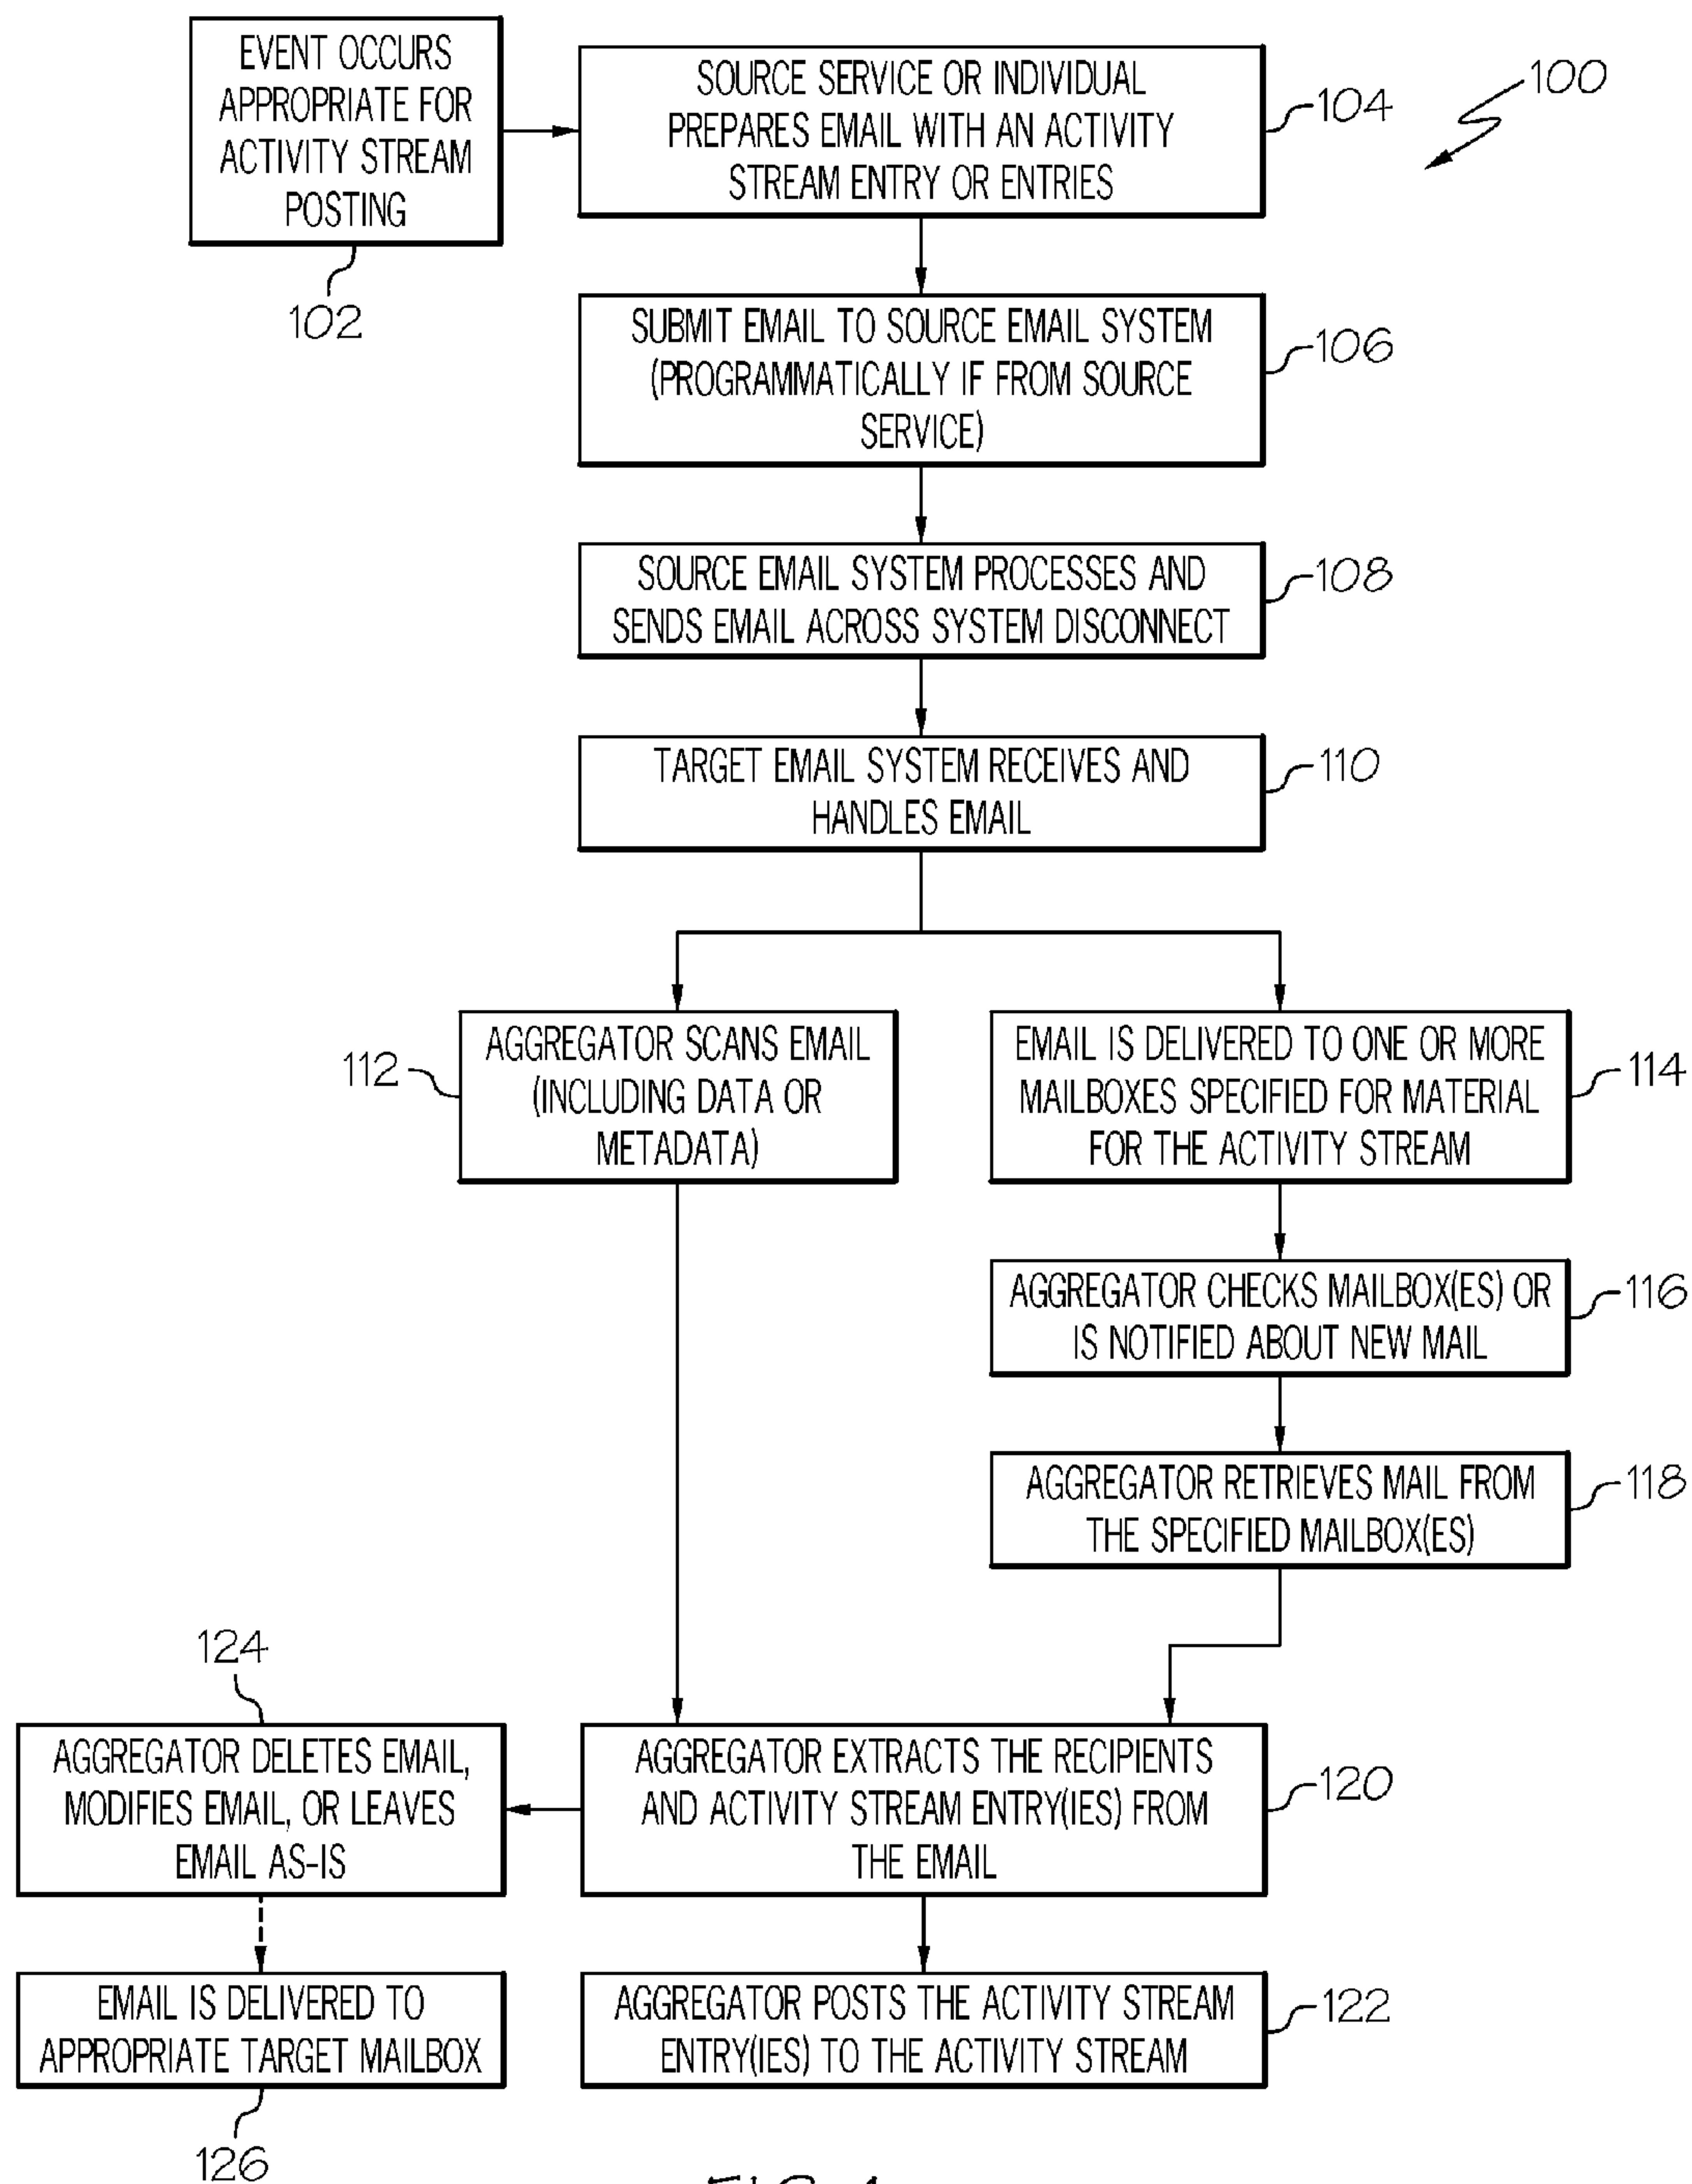 EVENT OCCURS
APPROPRIATE FOR
ACTIVITY STREAM
POSTING
102
SOURCE SERVICE OR INDIVIDUAL
PREPARES EMAIL WITH AN ACTIVITY
STREAM ENTRY OR ENTRIES
104
100
SUBMIT EMAIL TO SOURCE EMAIL SYSTEM
(PROGRAMMATICALLY IF FROM SOURCE
SERVICE)
106
SOURCE EMAIL SYSTEM PROCESSES AND
SENDS EMAIL ACROSS SYSTEM DISCONNECT
108
TARGET EMAIL SYSTEM RECEIVES AND
HANDLES EMAIL
110
112
AGGREGATOR SCANS EMAIL
(INCLUDING DATA OR
METADATA)
EMAIL IS DELIVERED TO ONE OR MORE
MAILBOXES SPECIFIED FOR MATERIAL
FOR THE ACTIVITY STREAM
114
AGGREGATOR CHECKS MAILBOX(ES) OR
IS NOTIFIED ABOUT NEW MAIL
116
AGGREGATOR RETRIEVES MAIL FROM
THE SPECIFIED MAILBOX(ES)
118
124
AGGREGATOR DELETES EMAIL,
MODIFIES EMAIL, OR LEAVES
EMAIL AS-IS
AGGREGATOR EXTRACTS THE RECIPIENTS
AND ACTIVITY STREAM ENTRY(IES) FROM
THE EMAIL
120
EMAIL IS DELIVERED TO
APPROPRIATE TARGET MAILBOX
126
AGGREGATOR POSTS THE ACTIVITY STREAM
ENTRY(IES) TO THE ACTIVITY STREAM
122